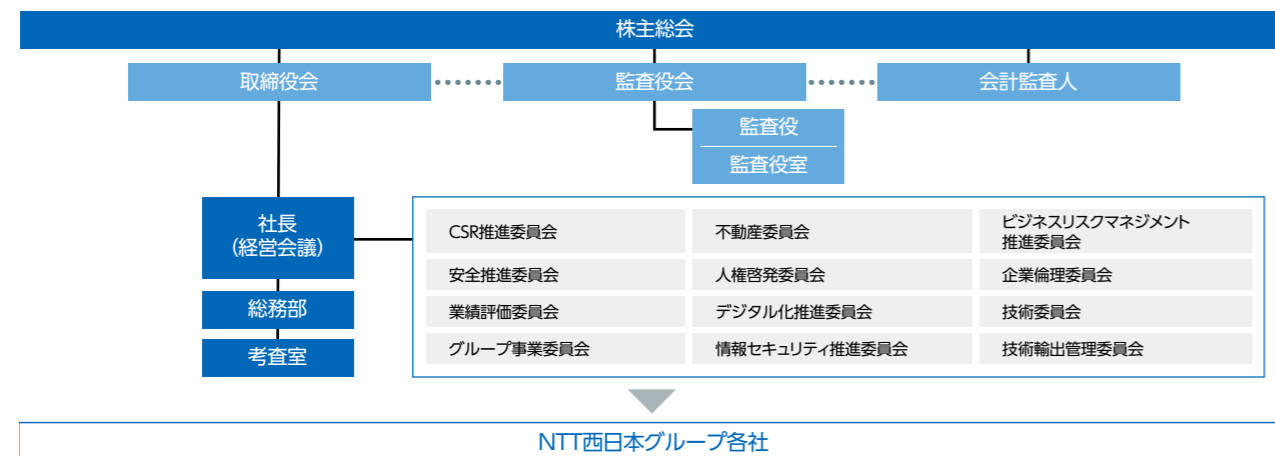 株主総会
取締役会
監査役会
会計監査人
監査役
監査役室
社長
(経営会議)
総務部
考査室
CSR推進委員会
不動産委員会
ビジネスリスクマネジメント
推進委員会
安全推進委員会
人権啓発委員会
企業倫理委員会
業績評価委員会
デジタル化推進委員会
技術委員会
グループ事業委員会
情報セキュリティ推進委員会
技術輸出管理委員会
NTT西日本グループ各社